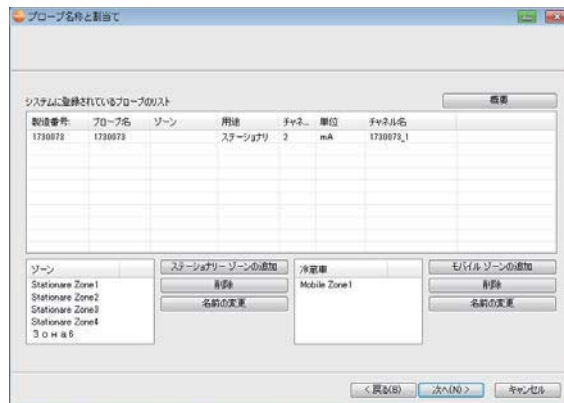 プローブ名称と割当て
システムに登録されているプローブのリスト
概要
製造番号 プローブ名 ゾーン 用途 チャネ... 単位 チャネル名
1730073 1730073 ステーショナリ 2 mA 1730073_1
ゾーン
Stationare Zone1
Stationare Zone2
Stationare Zone3
Stationare Zone4
Зона6
ステーショナリー ゾーンの追加
削除
名前の変更
冷蔵車
Mobile Zone1
モバイル ゾーンの追加
削除
名前の変更
< 戻る(B) 次へ(N) > キャンセル